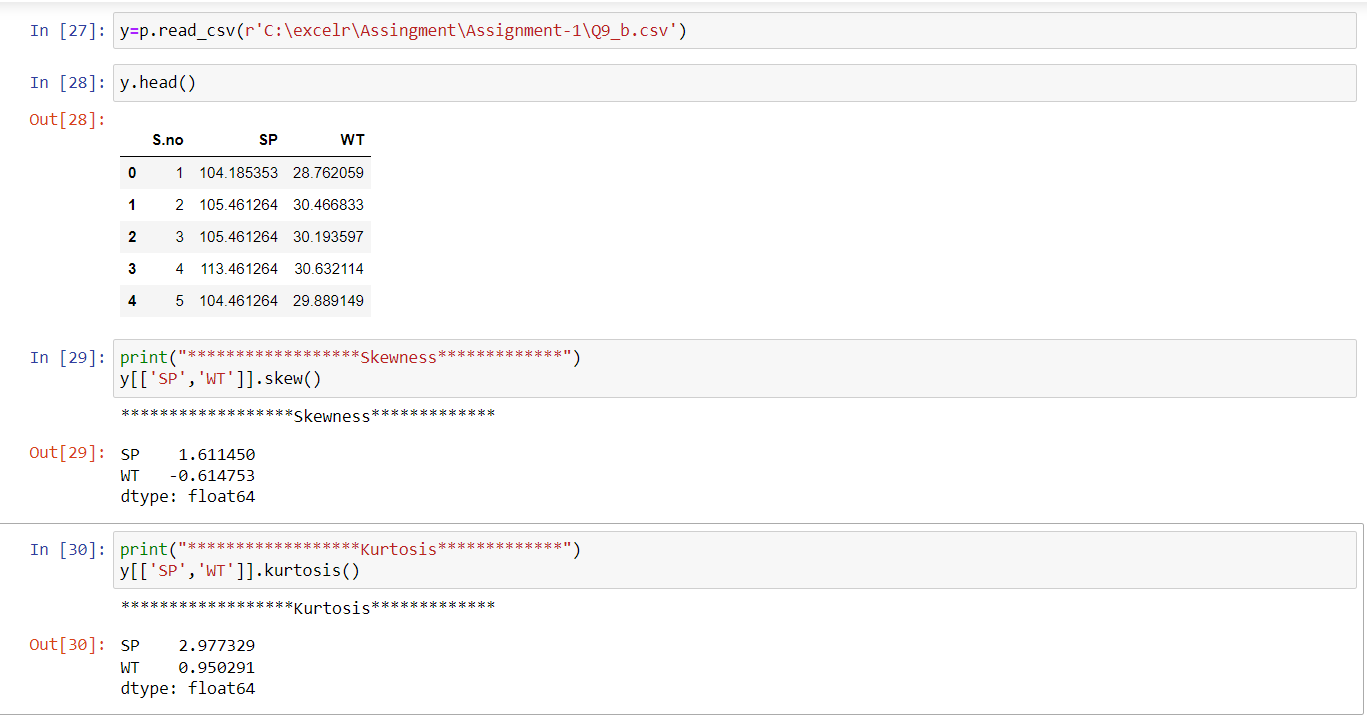 In [27]: y=p.read_csv(r'C:\excelr\Assingment\Assignment-1\Q9_b.csv')
In [28]: y.head()
Out[28]:
S.no SP WT
0 1 104.185353 28.762059
1 2 105.461264 30.466833
2 3 105.461264 30.193597
3 4 113.461264 30.632114
4 5 104.461264 29.889149
In [29]: print("******************Skewness*************")
y[['SP','WT']].skew()
******************Skewness*************
Out[29]: SP 1.611450
WT -0.614753
dtype: float64
In [30]: print("******************Kurtosis*************")
y[['SP','WT']].kurtosis()
******************Kurtosis*************
Out[30]: SP 2.977329
WT 0.950291
dtype: float64